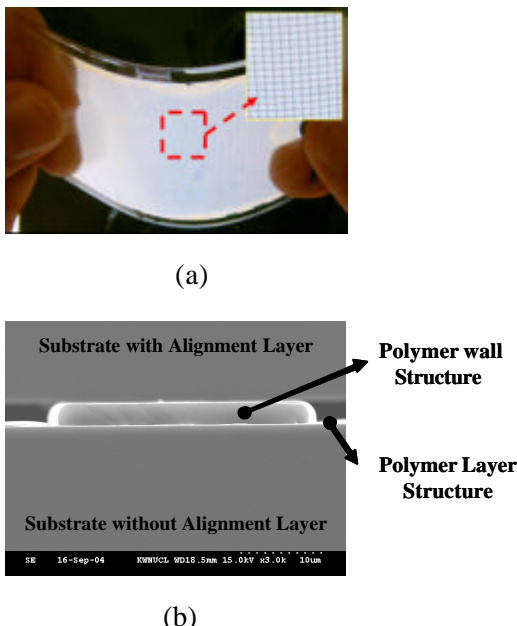 (a)
Substrate with Alignment Layer
Polymer wall
Structure
Polymer Layer
Structure
Substrate without Alignment Layer
SE 16-Sep-04 KWNUCL WD18.5mm 15.0kV x3.0k 10um
(b)